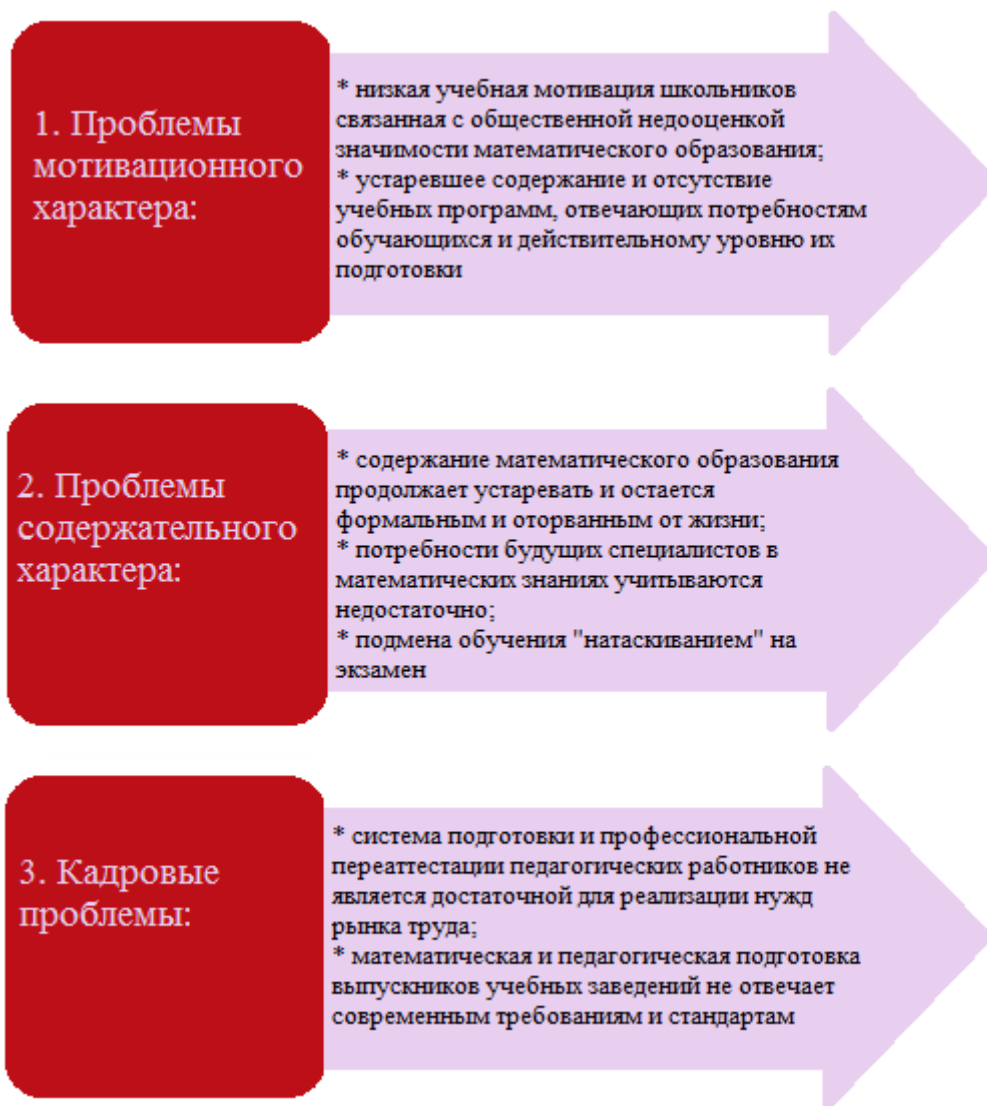 1. Проблемы
мотивационного
характера:
* низкая учебная мотивация школьников
связанная с общественной недооценкой
значимости математического образования;
* устаревшее содержание и отсутствие
учебных программ, отвечающих потребностям
обучающихся и действительному уровню их
подготовки
2. Проблемы
содержательного
характера:
* содержание математического образования
продолжает устаревать и остается
формальным и оторванным от жизни;
* потребности будущих специалистов в
математических знаниях учитываются
недостаточно;
* подмена обучения "натаскиванием" на
экзамен
3. Кадровые
проблемы:
* система подготовки и профессиональной
переаттестации педагогических работников не
является достаточной для реализации нужд
рынка труда;
* математическая и педагогическая подготовка
выпускников учебных заведений не отвечает
современным требованиям и стандартам